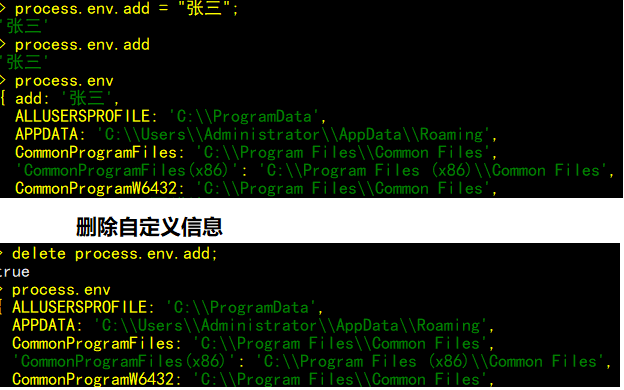 > process.env.add = "张三";
'张三'
> process.env.add
'张三'
> process.env
{ add: '张三',
ALLUSERSPROFILE: 'C:\\ProgramData',
APPDATA: 'C:\\Users\\Administrator\\AppData\\Roaming',
CommonProgramFiles: 'C:\\Program Files\\Common Files',
'CommonProgramFiles(x86)': 'C:\\Program Files (x86)\\Common Files',
CommonProgramW6432: 'C:\\Program Files\\Common Files',
删除自定义信息
> delete process.env.add;
true
> process.env
{ ALLUSERSPROFILE: 'C:\\ProgramData',
APPDATA: 'C:\\Users\\Administrator\\AppData\\Roaming',
CommonProgramFiles: 'C:\\Program Files\\Common Files',
'CommonProgramFiles(x86)': 'C:\\Program Files (x86)\\Common Files',
CommonProgramW6432: 'C:\\Program Files\\Common Files',